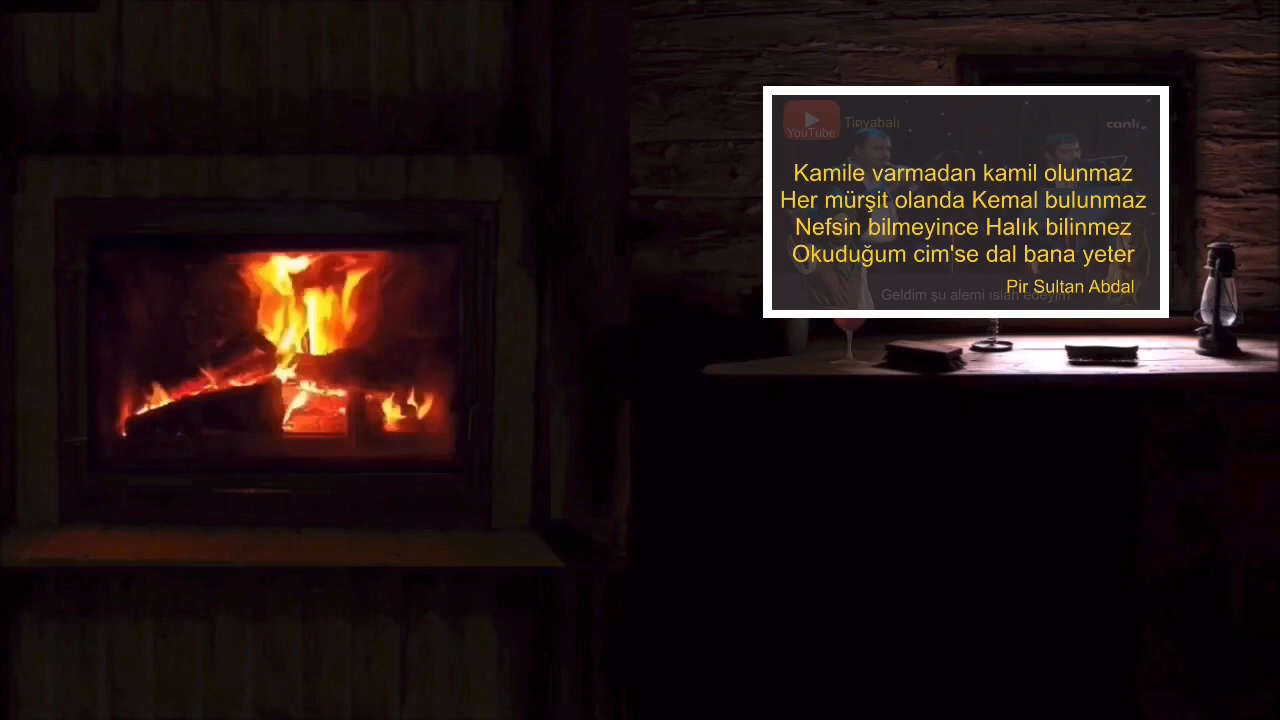 YouTube
Tinyabalı
canlı
Kamile varmadan kamil olunmaz
Her mürşit olanda Kemal bulunmaz
Nefsin bilmeyince Halık bilinmez
Okuduğum cim'se dal bana yeter
Pir Sultan Abdal
Geldim şu alemi ıslah edeyim